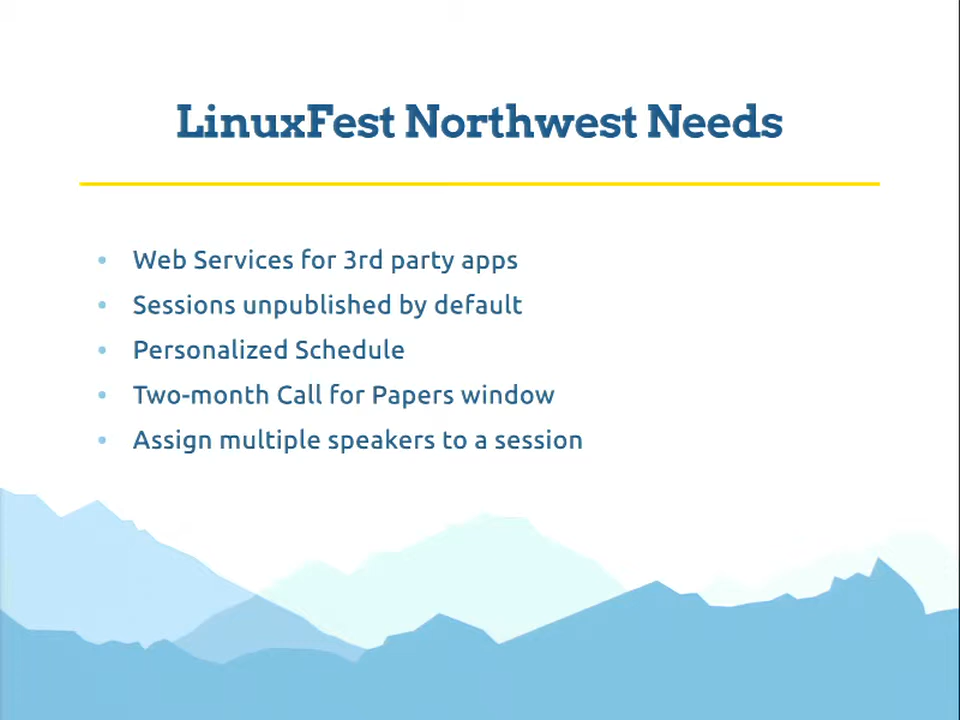 LinuxFest Northwest Needs
Web Services for 3rd party apps
Sessions unpublished by default
Personalized Schedule
Two-month Call for Papers window
Assign multiple speakers to a session